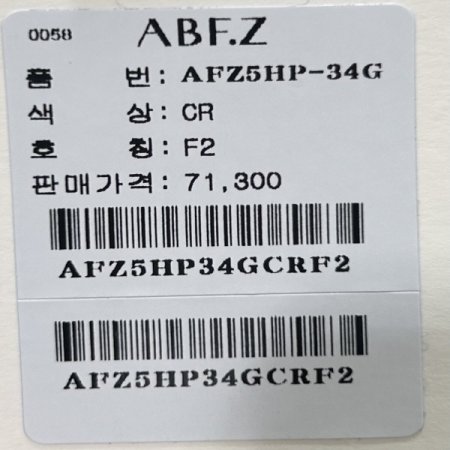 0058 ABF.Z
품 번: AFZ5HP-34G
색 상: CR
호 칭: F2
판매가격: 71,300
AFZ5HP34GCRF2
AFZ5HP34GCRF2